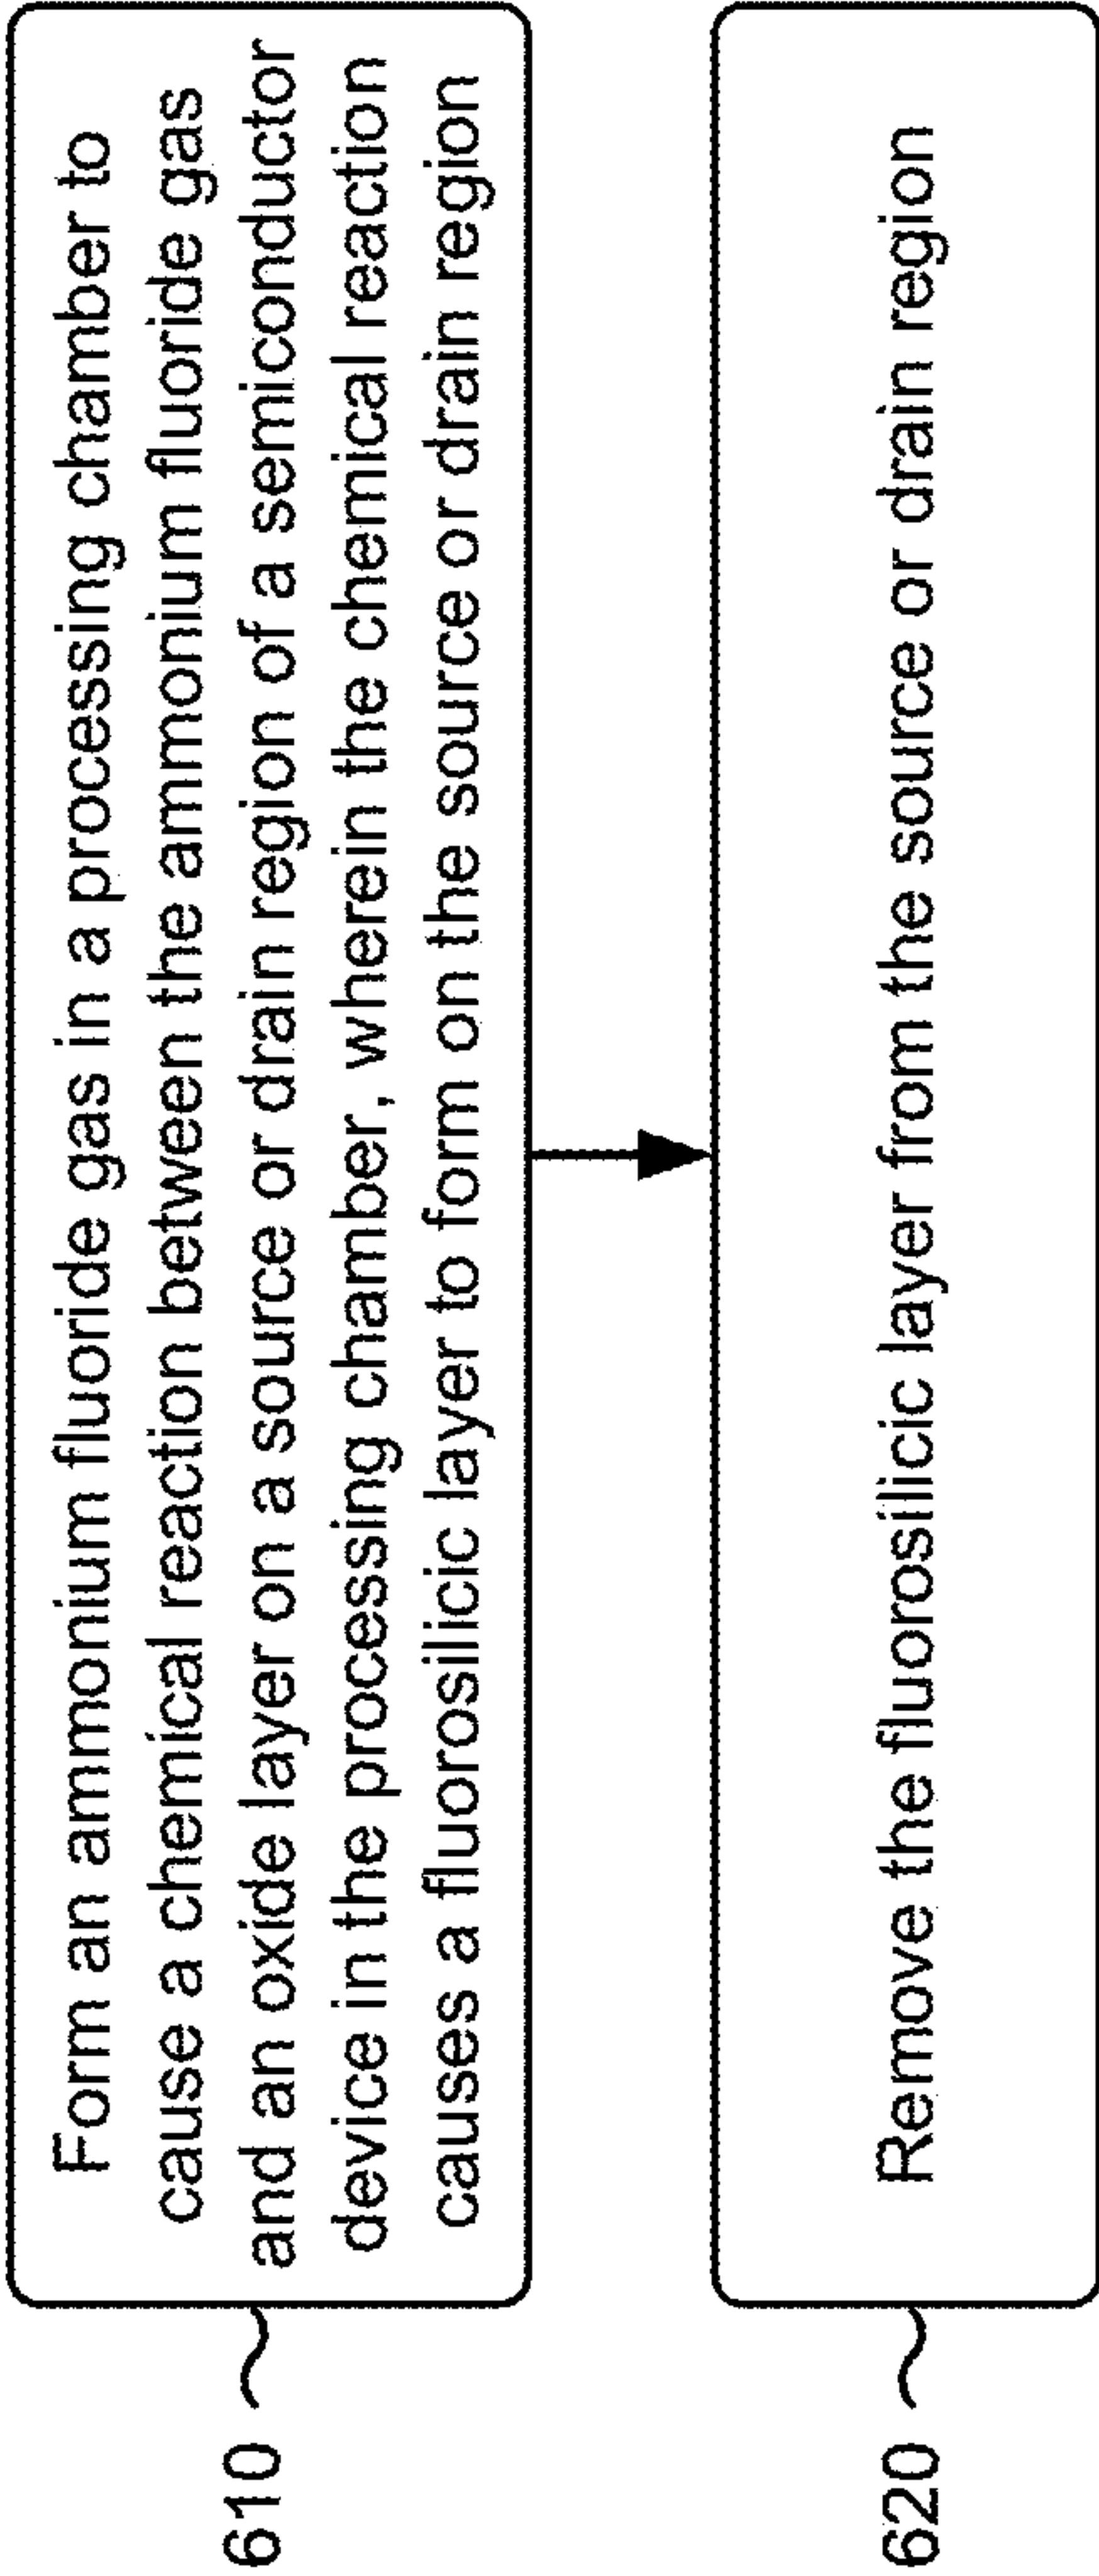 610
Form an ammonium fluoride gas in a processing chamber to
cause a chemical reaction between the ammonium fluoride gas
and an oxide layer on a source or drain region of a semiconductor
device in the processing chamber, wherein the chemical reaction
causes a fluorosilicic layer to form on the source or drain region
620
Remove the fluorosilicic layer from the source or drain region